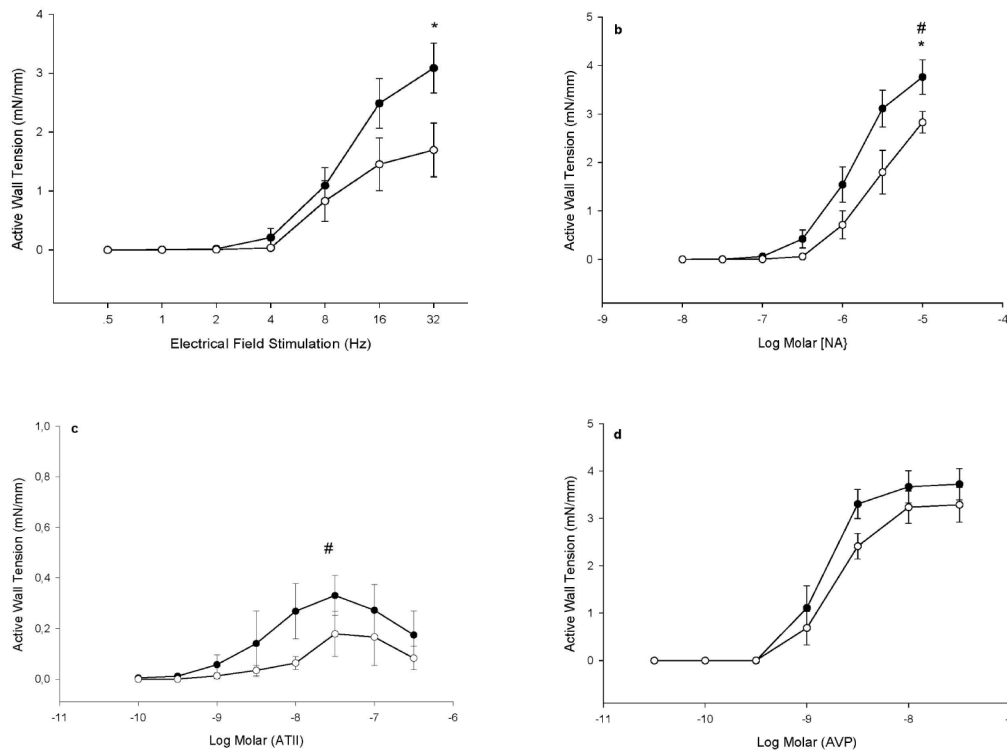 4
3
2
1
0
Active Wall Tension (mN/mm)
*
.5 1 2 4 8 16 32
Electrical Field Stimulation (Hz)
b
5
4
3
2
1
0
Active Wall Tension (mN/mm)
#
*
-9 -8 -7 -6 -5 -4
Log Molar [NA}
c
1,0
0,8
0,6
0,4
0,2
0,0
Active Wall Tension (mN/mm)
#
-11 -10 -9 -8 -7 -6
Log Molar (ATII)
d
5
4
3
2
1
0
Active Wall Tension (mN/mm)
-11 -10 -9 -8
Log Molar (AVP)